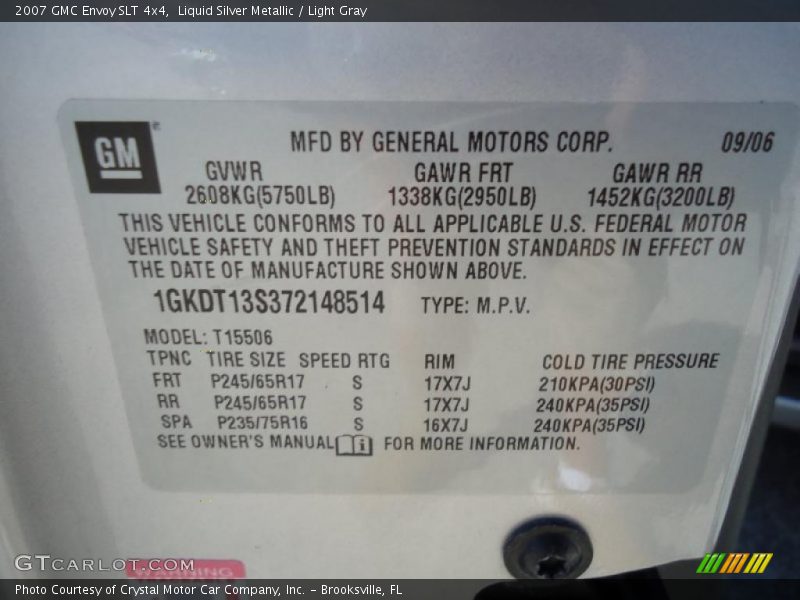 2007 GMC Envoy SLT 4x4,  Liquid Silver Metallic / Light Gray
GM
MFD BY GENERAL MOTORS CORP. 09/06
GVWR GAWR FRT GAWR RR
2608KG(5750LB) 1338KG(2950LB) 1452KG(3200LB)
THIS VEHICLE CONFORMS TO ALL APPLICABLE U.S. FEDERAL MOTOR
VEHICLE SAFETY AND THEFT PREVENTION STANDARDS IN EFFECT ON
THE DATE OF MANUFACTURE SHOWN ABOVE.
1GKDT13S372148514 TYPE: M.P.V.
MODEL: T15506
TPNC TIRE SIZE SPEED RTG RIM COLD TIRE PRESSURE
FRT P245/65R17 S 17X7J 210KPA(30PSI)
RR P245/65R17 S 17X7J 240KPA(35PSI)
SPA P235/75R16 S 16X7J 240KPA(35PSI)
SEE OWNER'S MANUAL i FOR MORE INFORMATION.
GTCARLOT.COM
WARNING
Photo Courtesy of Crystal Motor Car Company, Inc. – Brooksville, FL